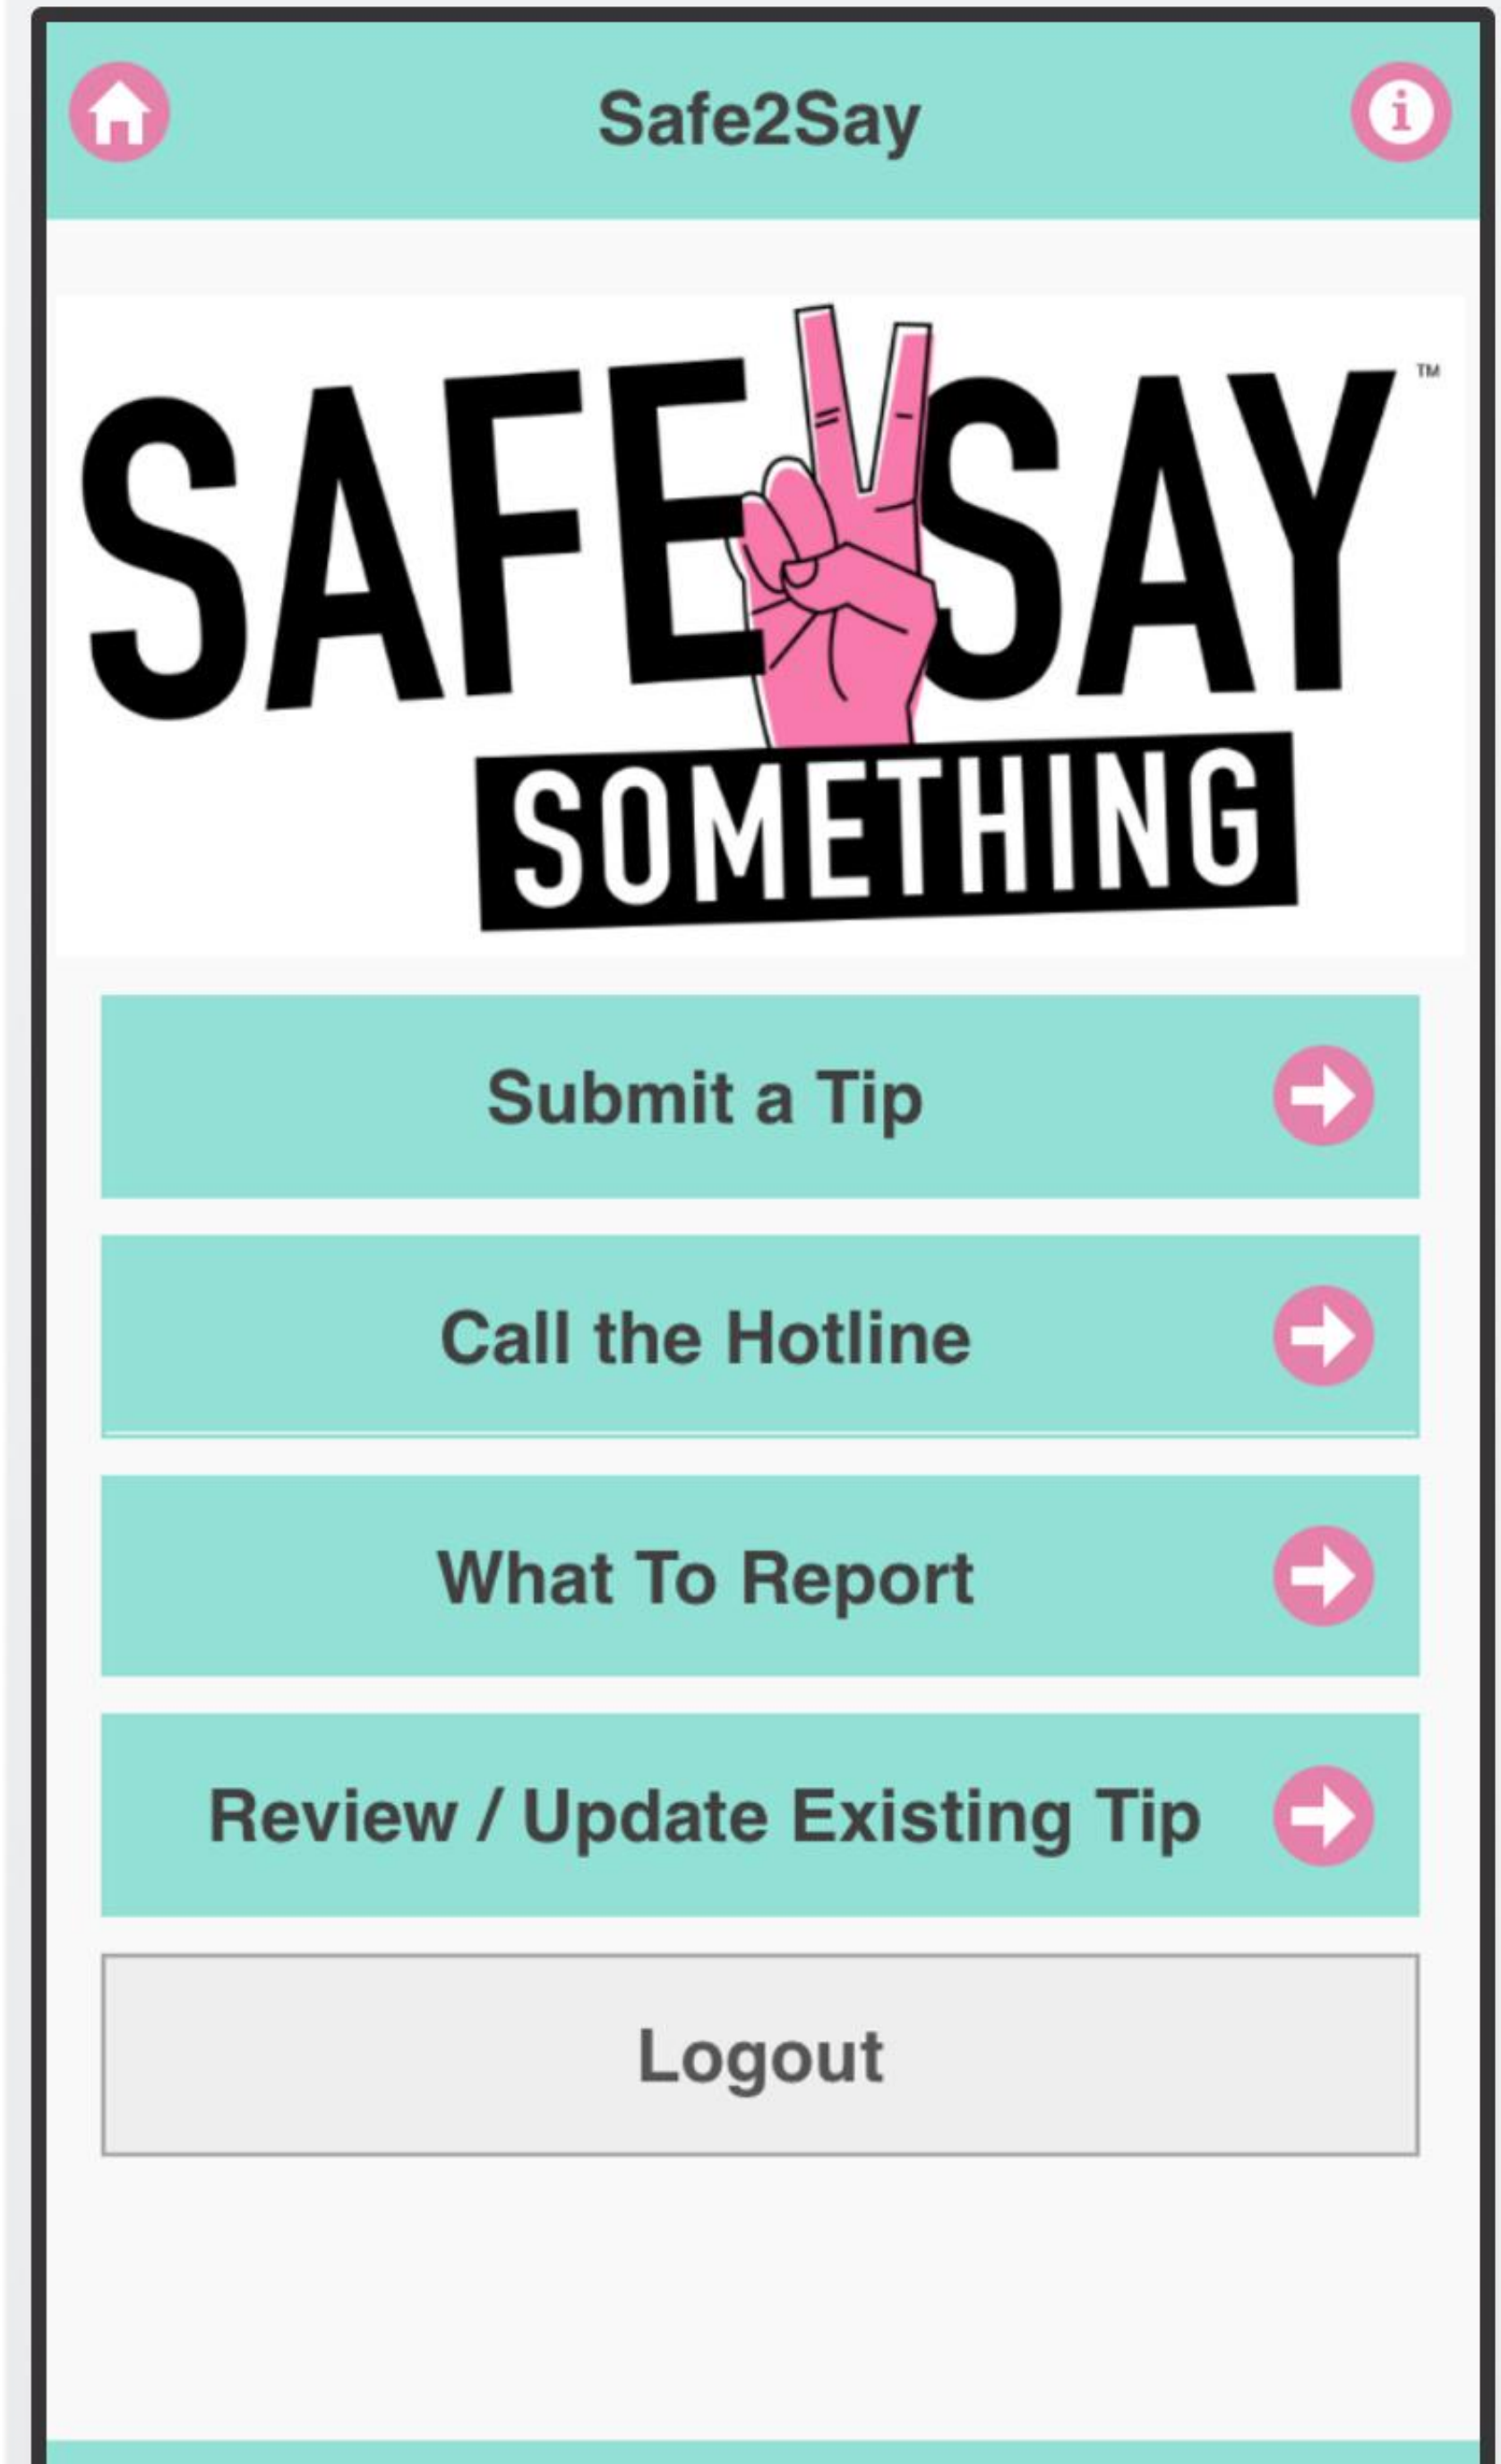 Safe2Say
SAFE SAY ™
SOMETHING
Submit a Tip
Call the Hotline
What To Report
Review / Update Existing Tip
Logout